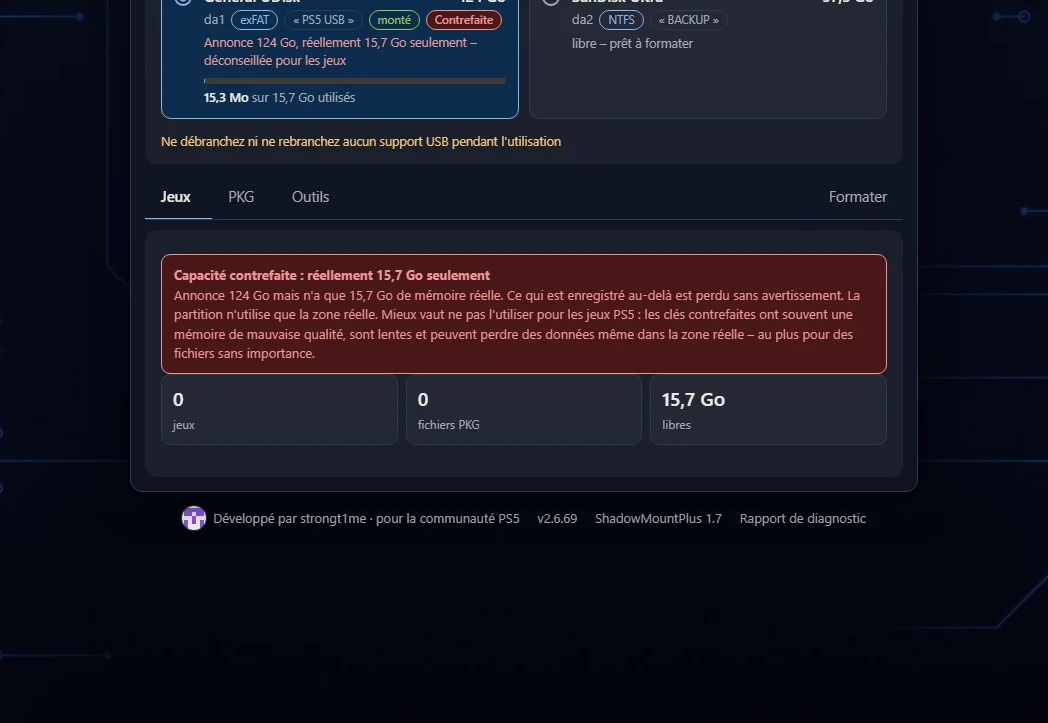 General UDisk 124 Go
da1 exFAT « PS5 USB » monté Contrefaite
Annonce 124 Go, réellement 15,7 Go seulement –
déconseillée pour les jeux
15,3 Mo sur 15,7 Go utilisés
SanDisk Ultra
da2 NTFS « BACKUP »
libre – prêt à formater
Ne débranchez ni ne rebranchez aucun support USB pendant l'utilisation
Jeux PKG Outils Formater
Capacité contrefaite : réellement 15,7 Go seulement
Annonce 124 Go mais n'a que 15,7 Go de mémoire réelle. Ce qui est enregistré au-delà est perdu sans avertissement. La
partition n'utilise que la zone réelle. Mieux vaut ne pas l'utiliser pour les jeux PS5 : les clés contrefaites ont souvent une
mémoire de mauvaise qualité, sont lentes et peuvent perdre des données même dans la zone réelle – au plus pour des
fichiers sans importance.
0
jeux
0
fichiers PKG
15,7 Go
libres
Développé par strongt1me · pour la communauté PS5 v2.6.69 ShadowMountPlus 1.7 Rapport de diagnostic